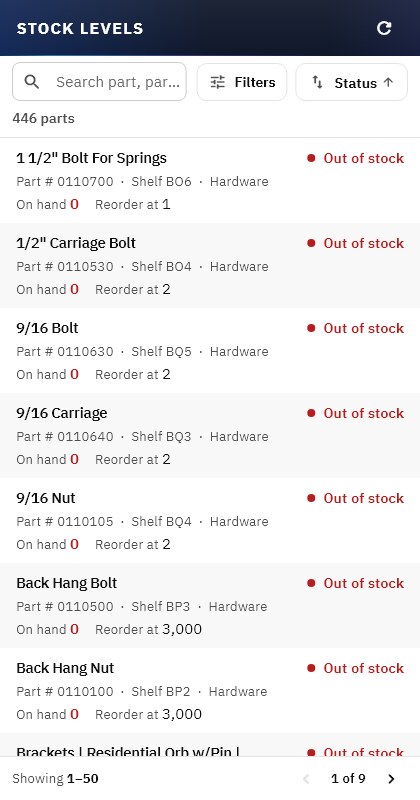 STOCK LEVELS
Search part, par...
Filters
Status
446 parts
1 1/2" Bolt For Springs
Out of stock
Part # 0110700 · Shelf BO6 · Hardware
On hand 0 Reorder at 1
1/2" Carriage Bolt
Out of stock
Part # 0110530 · Shelf BO4 · Hardware
On hand 0 Reorder at 2
9/16 Bolt
Out of stock
Part # 0110630 · Shelf BQ5 · Hardware
On hand 0 Reorder at 2
9/16 Carriage
Out of stock
Part # 0110640 · Shelf BQ3 · Hardware
On hand 0 Reorder at 2
9/16 Nut
Out of stock
Part # 0110105 · Shelf BQ4 · Hardware
On hand 0 Reorder at 2
Back Hang Bolt
Out of stock
Part # 0110500 · Shelf BP3 · Hardware
On hand 0 Reorder at 3,000
Back Hang Nut
Out of stock
Part # 0110100 · Shelf BP2 · Hardware
On hand 0 Reorder at 3,000
Brackets | Residential Orb w/Pin |
Out of stock
Showing 1–50
1 of 9